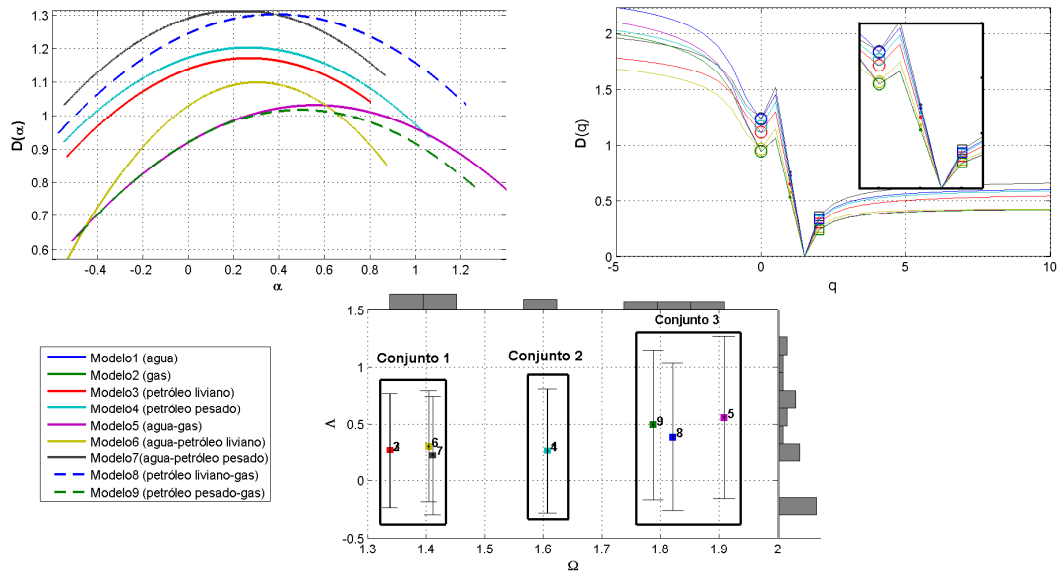 D(α)
1.3
1.2
1.1
1
0.9
0.8
0.7
0.6
-0.4
-0.2
0
0.2
0.4
0.6
0.8
1
1.2
α
D(q)
2
1.5
1
0.5
0
-5
0
5
10
q
Modelo1 (agua)
Modelo2 (gas)
Modelo3 (petróleo liviano)
Modelo4 (petróleo pesado)
Modelo5 (agua-gas)
Modelo6 (agua-petróleo liviano)
Modelo7(agua-petróleo pesado)
Modelo8 (petróleo liviano-gas)
Modelo9 (petróleo pesado-gas)
Λ
1.5
1
0.5
0
-0.5
Conjunto 1
Conjunto 2
Conjunto 3
6
7
9
8
5
1.3
1.4
1.5
1.6
1.7
1.8
1.9
2
Ω